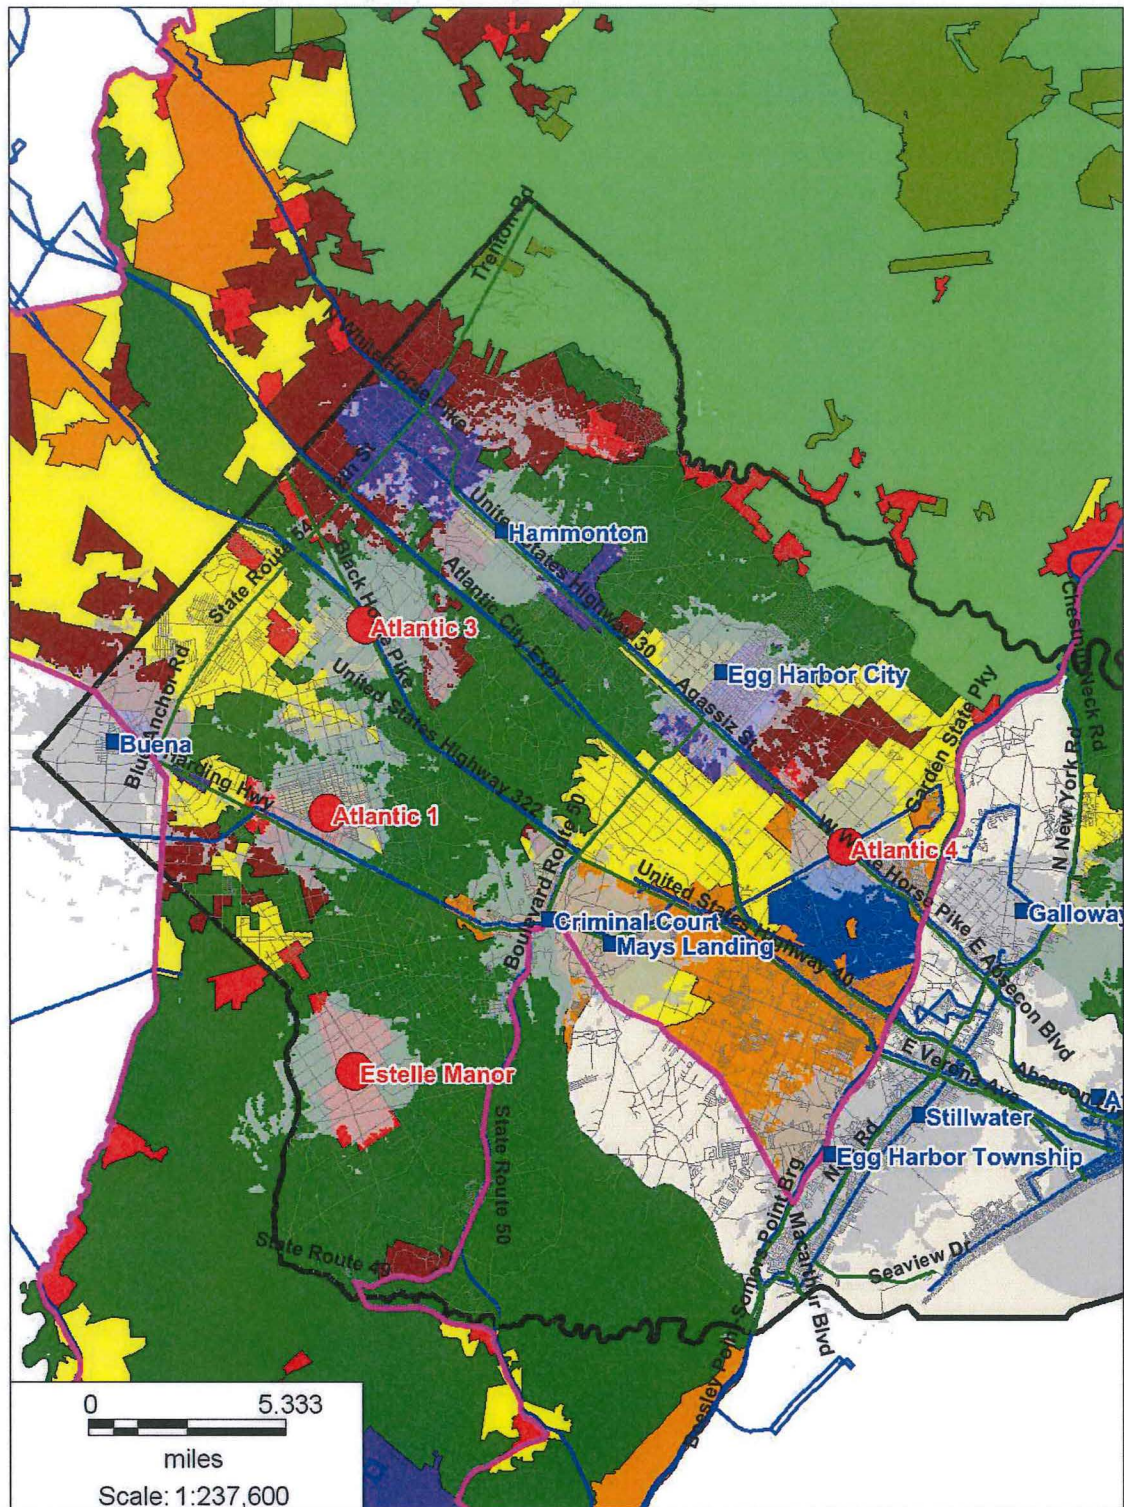 Trenton Rd
N White Horse Pike
12th St
State Route 54
Black Horse Pike
Hammonton
United States Highway 30
Atlantic City Expy
Atlantic 3
United States Highway 322
Agassiz St
Egg Harbor City
Garden State Pky
Chestnut Neck Rd
N New York Rd
Blue Anchor Rd
Buena
Harding Hwy
Atlantic 1
Boulevard Route 50
Atlantic 4
W White Horse Pike
E Absecon Blvd
United States Highway 40
Criminal Court
Mays Landing
Galloway
Estelle Manor
E Verona Ave
Absecon
Stillwater
Egg Harbor Township
State Route 50
State Route 49
Beesley Point Somers Point Brg
Macarthur Blvd
Seaview Dr
0 5.333
miles
Scale: 1:237,600